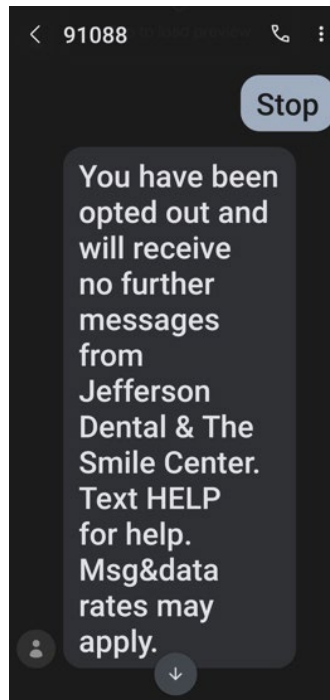 91088
Stop
You have been
opted out and
will receive
no further
messages
from
Jefferson
Dental & The
Smile Center.
Text HELP
for help.
Msg&data
rates may
apply.